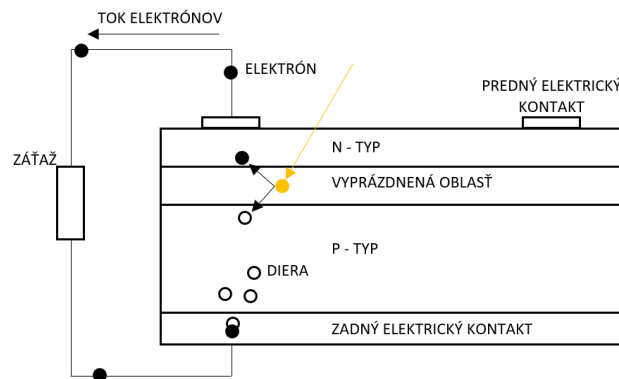 TOK ELEKTRÓNOV
ELEKTRÓN
PREDNÝ ELEKTRICKÝ
KONTAKT
ZÁŤAŽ
N - TYP
VYPRÁZDNENÁ OBLASŤ
P - TYP
DIERA
ZADNÝ ELEKTRICKÝ KONTAKT